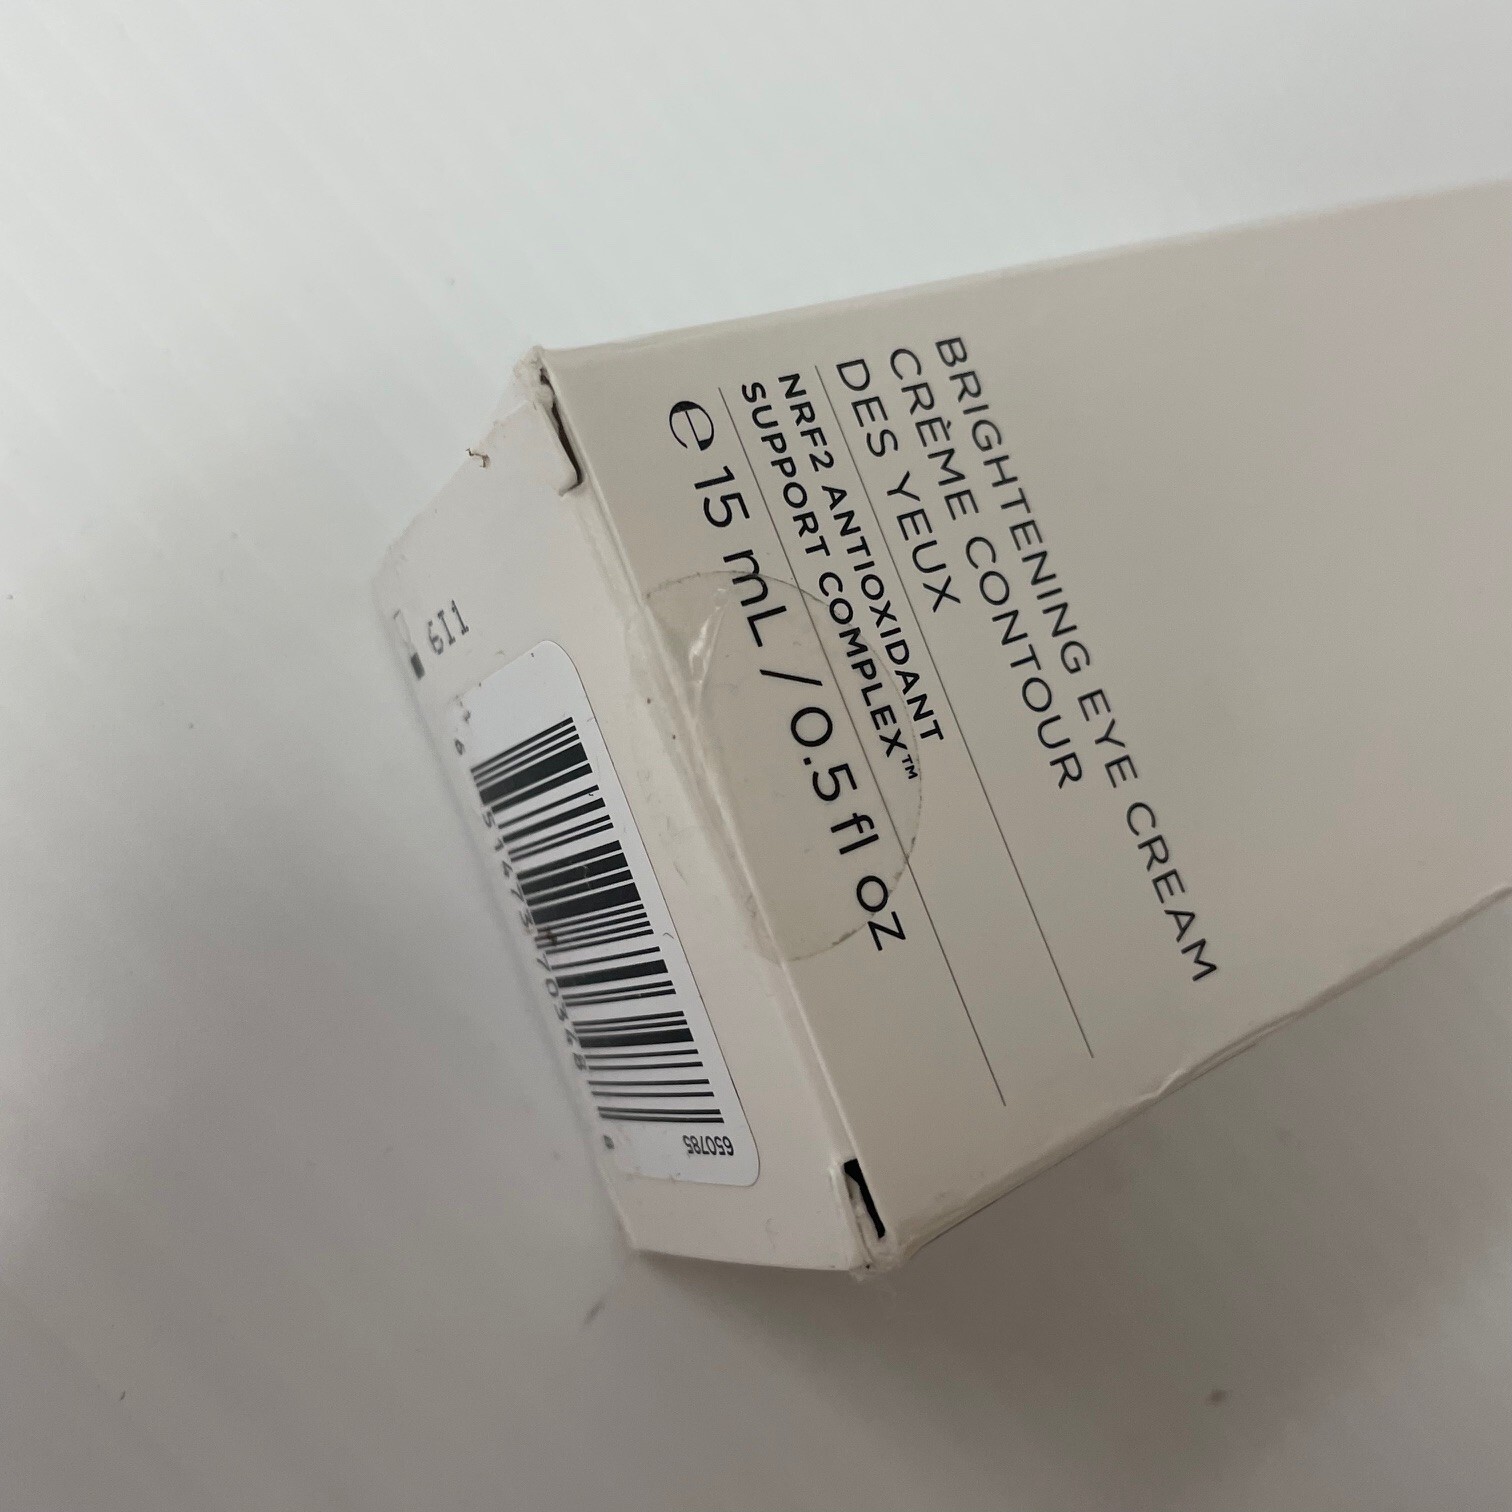 BRIGHTENING EYE CREAM
CRÈME CONTOUR
DES YEUX
NRF2 ANTIOXIDANT
SUPPORT COMPLEX™
℮ 15 mL / 0.5 fl oz
6I1
650785